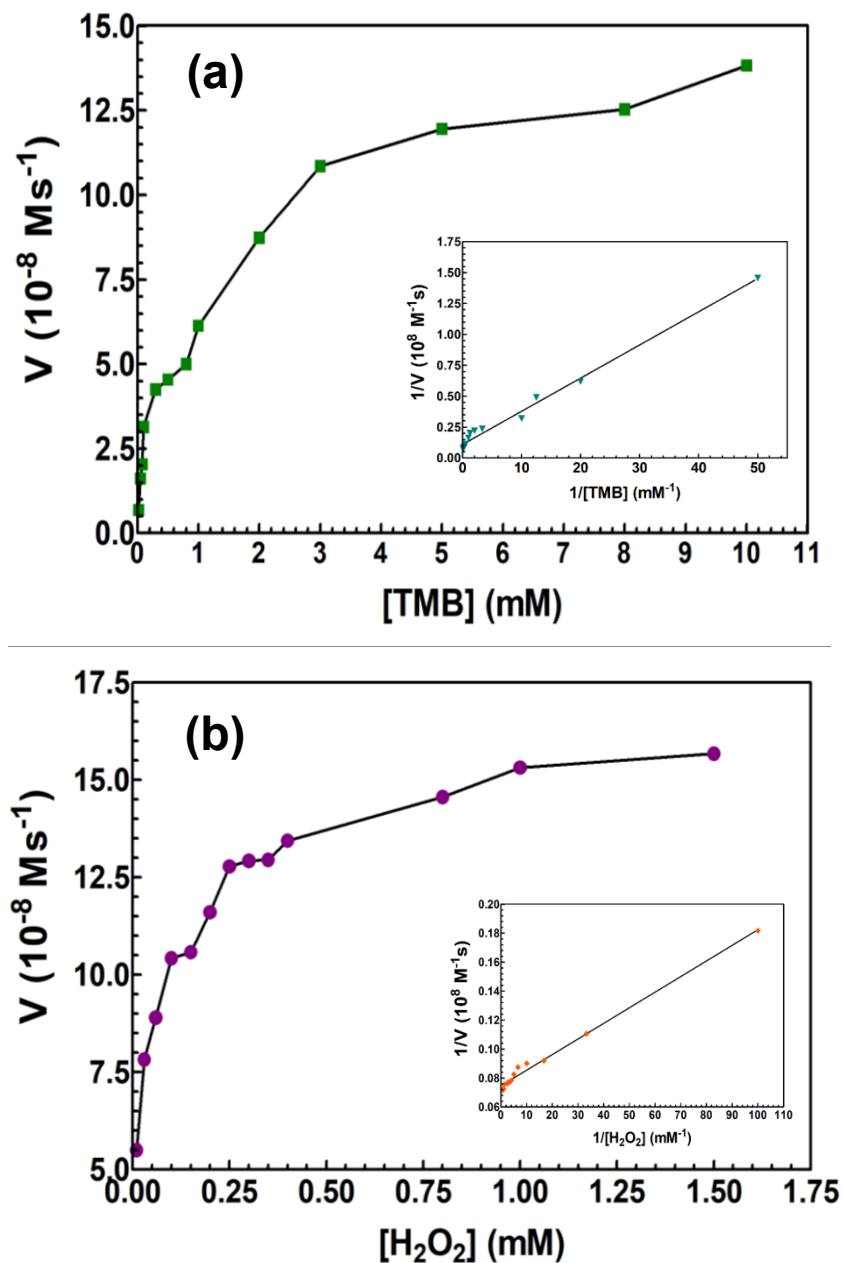 (a)
V (10⁻⁸ Ms⁻¹)
15.0
12.5
10.0
7.5
5.0
2.5
0.0
0 1 2 3 4 5 6 7 8 9 10 11
[TMB] (mM)
1/V (10⁸ M⁻¹s)
1.75
1.50
1.25
1.00
0.75
0.50
0.25
0.00
0 10 20 30 40 50
1/[TMB] (mM⁻¹)
(b)
V (10⁻⁸ Ms⁻¹)
17.5
15.0
12.5
10.0
7.5
5.0
0.00 0.25 0.50 0.75 1.00 1.25 1.50 1.75
[H₂O₂] (mM)
1/V (10⁸ M⁻¹s)
0.20
0.18
0.16
0.14
0.12
0.10
0.08
0.06
0 10 20 30 40 50 60 70 80 90 100 110
1/[H₂O₂] (mM⁻¹)